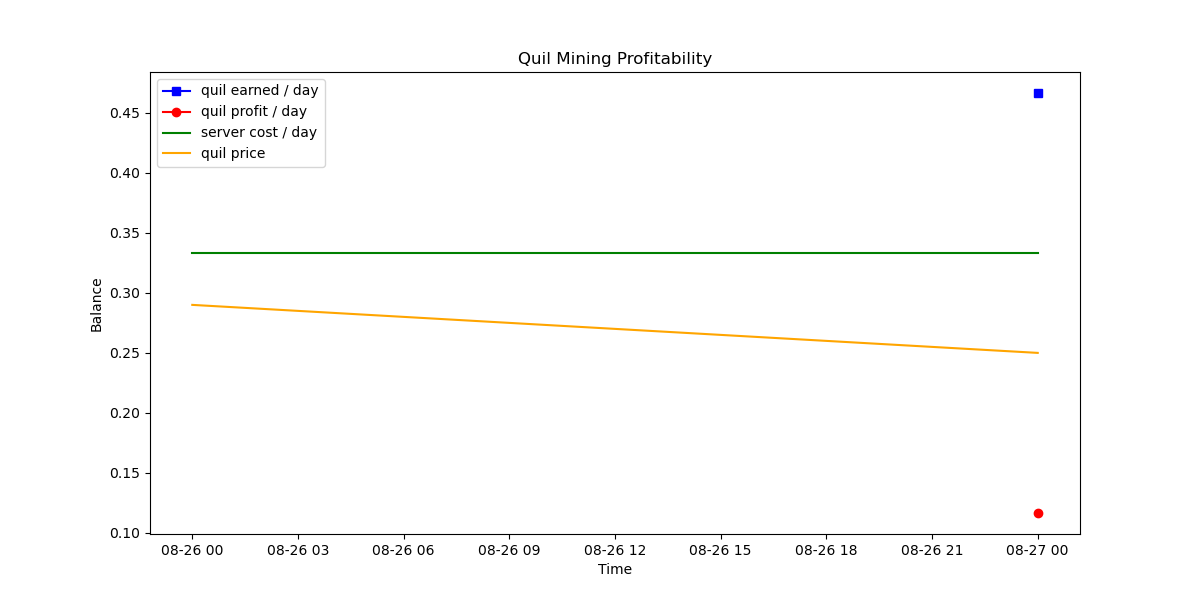 Quil Mining Profitability
quil earned / day
quil profit / day
server cost / day
quil price
Balance
0.45
0.40
0.35
0.30
0.25
0.20
0.15
0.10
08-26 00
08-26 03
08-26 06
08-26 09
08-26 12
08-26 15
08-26 18
08-26 21
08-27 00
Time